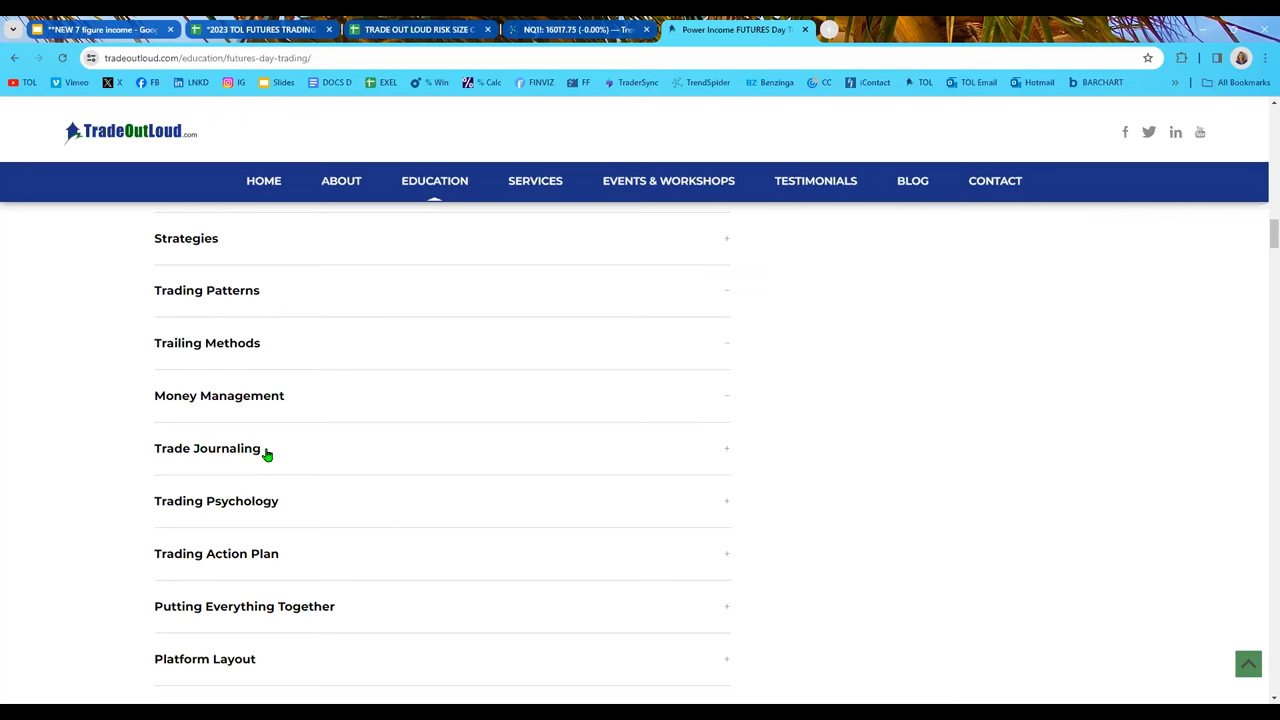 **NEW 7 figure income - Goo
*2023 TOL FUTURES TRADING
TRADE OUT LOUD RISK SIZE C
NQ1!: 16017.75 (-0.00%) — Tre
Power Income FUTURES Day T
tradeoutloud.com/education/futures-day-trading/
TOL
Vimeo
X
FB
LNKD
IG
Slides
DOCS D
EXEL
% Win
% Calc
FINVIZ
FF
TraderSync
TrendSpider
BZ Benzinga
CC
iContact
TOL
TOL Email
Hotmail
BARCHART
»
All Bookmarks
TradeOutLoud.com
HOME
ABOUT
EDUCATION
SERVICES
EVENTS & WORKSHOPS
TESTIMONIALS
BLOG
CONTACT
Strategies +
Trading Patterns −
Trailing Methods −
Money Management −
Trade Journaling +
Trading Psychology +
Trading Action Plan +
Putting Everything Together +
Platform Layout +